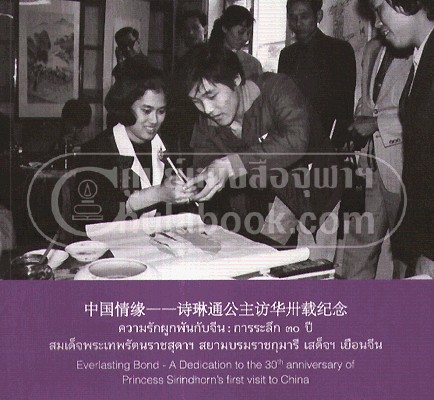 ศูนย์หนังสือจุฬาฯ
chulabook.com
中国情缘——诗琳通公主访华卅载纪念
ความรักผูกพันกับจีน : การระลึก ๓๐ ปี
สมเด็จพระเทพรัตนราชสุดาฯ สยามบรมราชกุมารี เสด็จฯ เยือนจีน
Everlasting Bond - A Dedication to the 30th anniversary of
Princess Sirindhorn's first visit to China